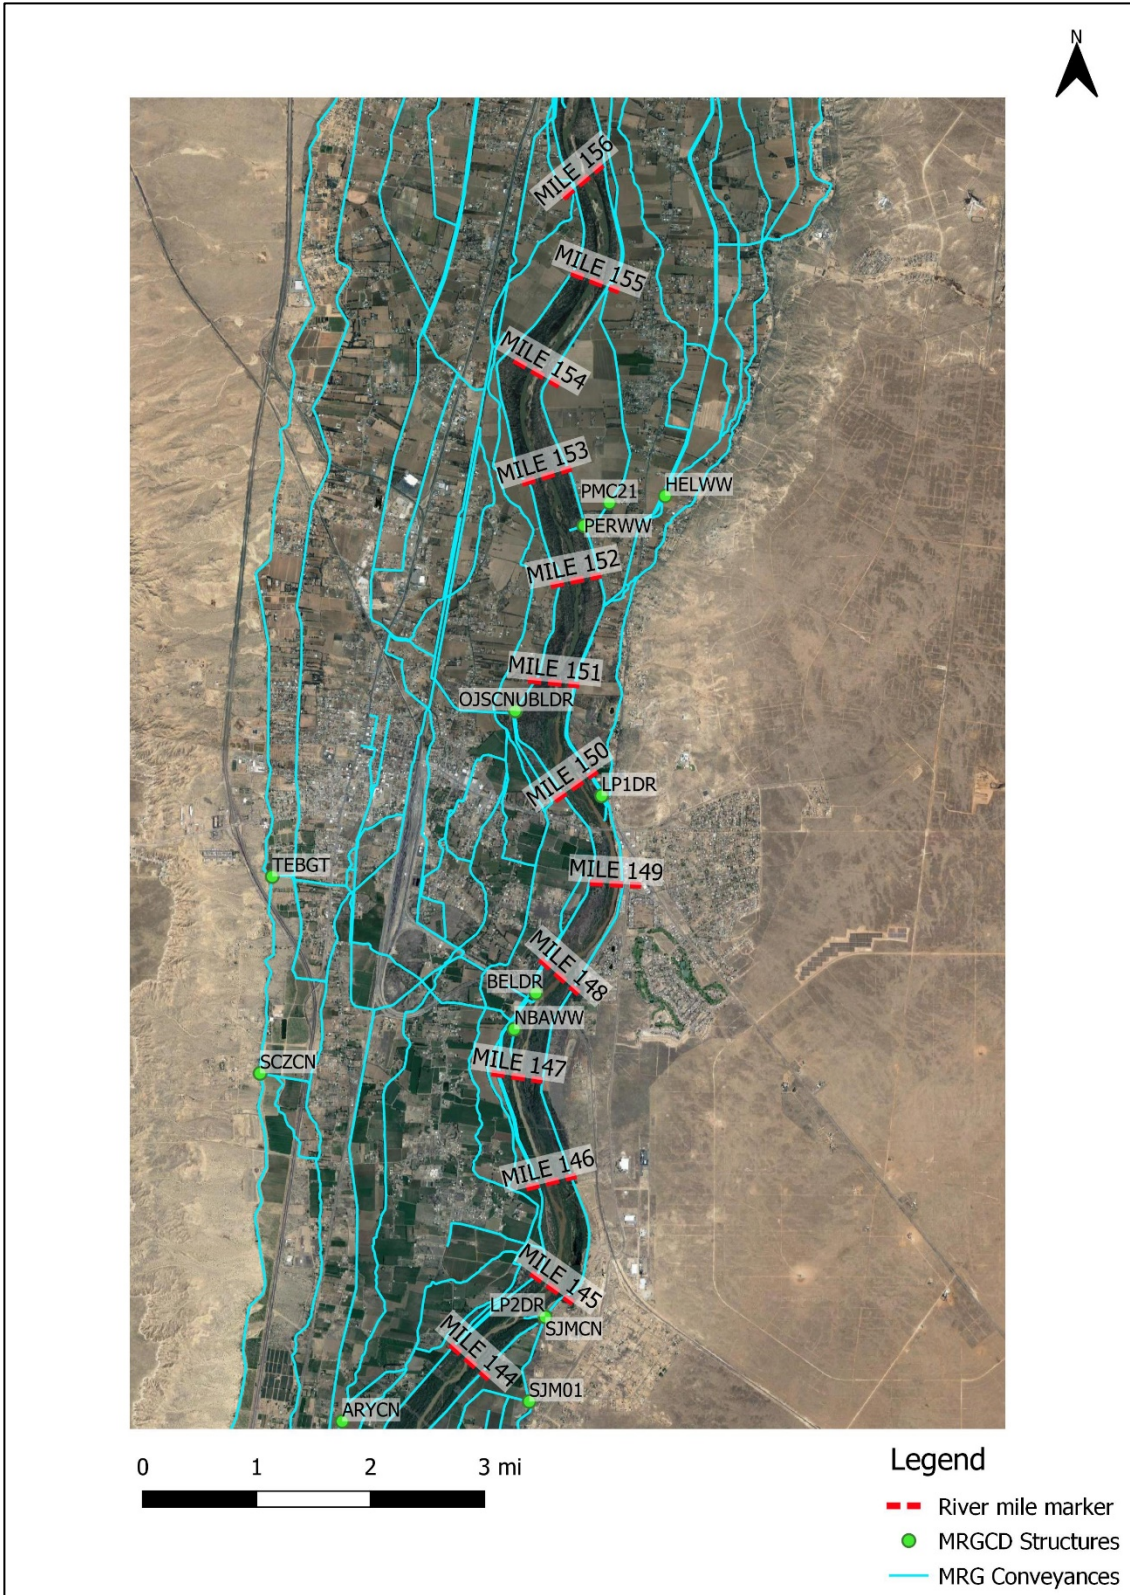 N
MILE 156
MILE 155
MILE 154
MILE 153
PMC21
HELWW
PERWW
MILE 152
MILE 151
OJSCNUBLDR
MILE 150
LP1DR
TEBGT
MILE 149
MILE 148
BELDR
NBAWW
SCZCN
MILE 147
MILE 146
MILE 145
LP2DR
SJMCN
MILE 144
SJM01
ARYCN
0 1 2 3 mi
Legend
River mile marker
MRGCD Structures
MRG Conveyances